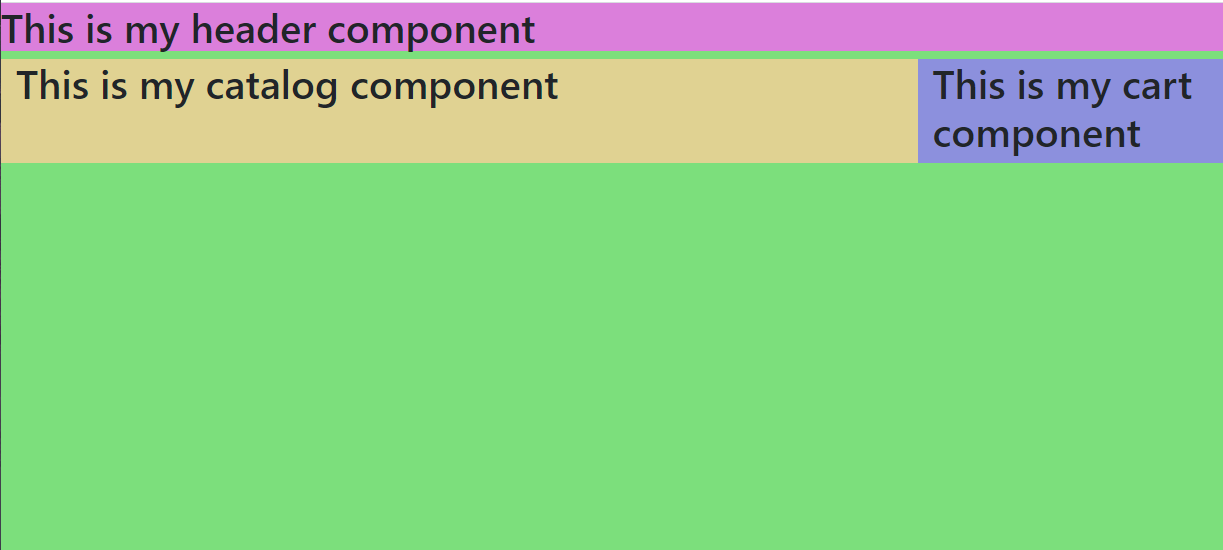 This is my header component
This is my catalog component
This is my cart
component